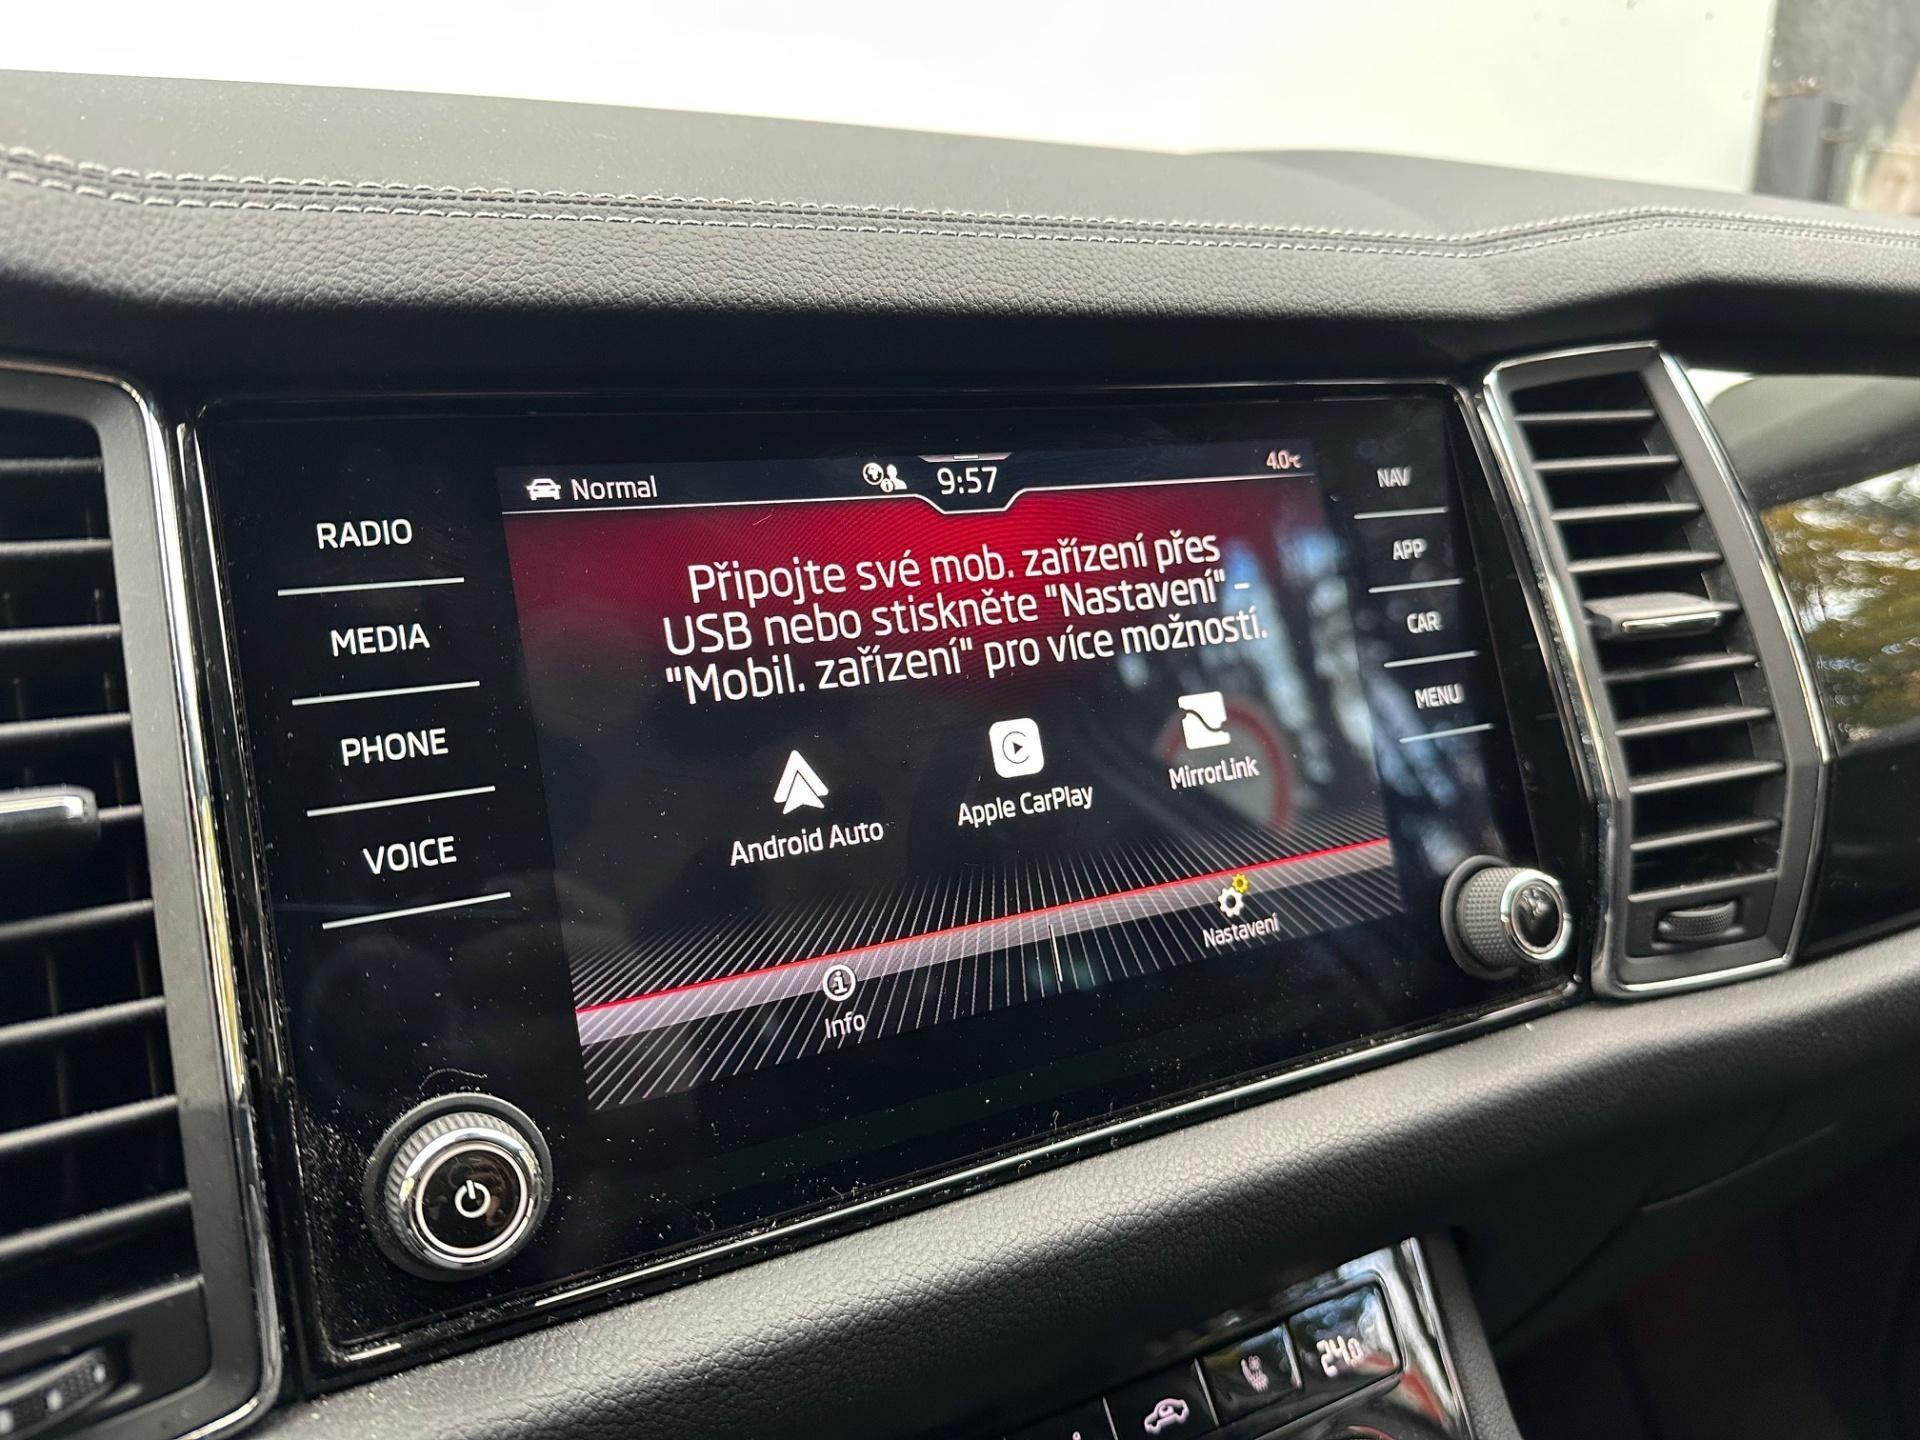 Normal
9:57
4.0°C
RADIO
MEDIA
PHONE
VOICE
Připojte své mob. zařízení přes
USB nebo stiskněte "Nastavení" -
"Mobil. zařízení" pro více možností.
Android Auto
Apple CarPlay
MirrorLink
Info
Nastavení
NAV
APP
CAR
MENU
24.0